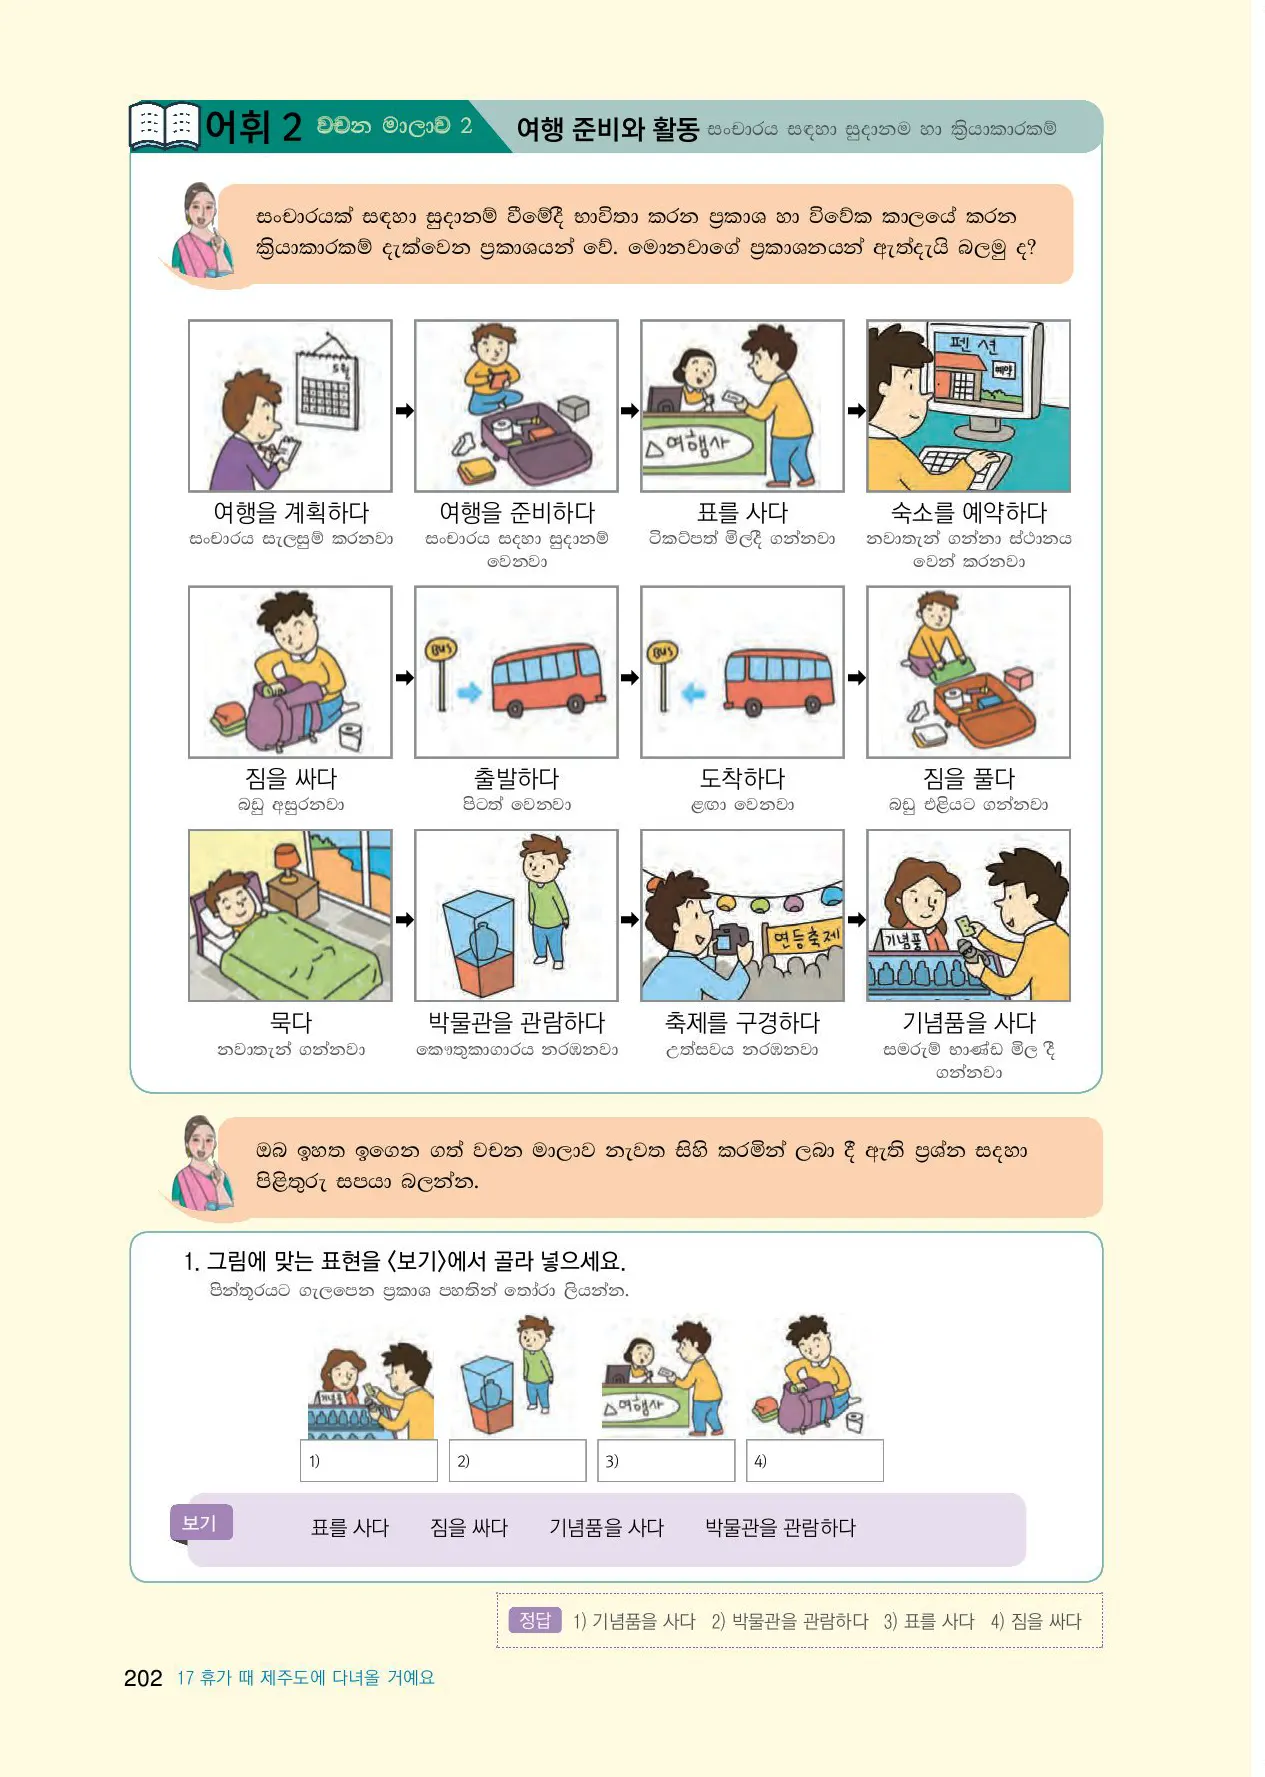 어휘 2 වචන මාලාව 2 여행 준비와 활동 සංචාරය සඳහා සුදානම හා ක්‍රියාකාරකම්
සංචාරයක් සඳහා සුදානම් වීමේදී භාවිතා කරන ප්‍රකාශ හා විවේක කාලයේ කරන
ක්‍රියාකාරකම් දැක්වෙන ප්‍රකාශයන් වේ. මොනවාගේ ප්‍රකාශනයන් ඇත්දැයි බලමු ද?
5월
여행사
펜션
예약
여행을 계획하다 여행을 준비하다 표를 사다 숙소를 예약하다
සංචාරය සැලසුම් කරනවා සංචාරය සදහා සුදානම් ටිකට්පත් මිලදී ගන්නවා නවාතැන් ගන්නා ස්ථානය
වෙනවා වෙන් කරනවා
BUS BUS
짐을 싸다 출발하다 도착하다 짐을 풀다
බඩු අසුරනවා පිටත් වෙනවා ළඟා වෙනවා බඩු එළියට ගන්නවා
연등축제 기념품
묵다 박물관을 관람하다 축제를 구경하다 기념품을 사다
නවාතැන් ගන්නවා කෞතුකාගාරය නරඹනවා උත්සවය නරඹනවා සමරුම් භාණ්ඩ මිල දී
ගන්නවා
ඔබ ඉහත ඉගෙන ගත් වචන මාලාව නැවත සිහි කරමින් ලබා දී ඇති ප්‍රශ්න සදහා
පිළිතුරු සපයා බලන්න.
1. 그림에 맞는 표현을 〈보기〉에서 골라 넣으세요.
පින්තූරයට ගැලපෙන ප්‍රකාශ පහතින් තෝරා ලියන්න.
기념품 여행사
1) 2) 3) 4)
보기 표를 사다 짐을 싸다 기념품을 사다 박물관을 관람하다
정답 1) 기념품을 사다 2) 박물관을 관람하다 3) 표를 사다 4) 짐을 싸다
202 17 휴가 때 제주도에 다녀올 거예요